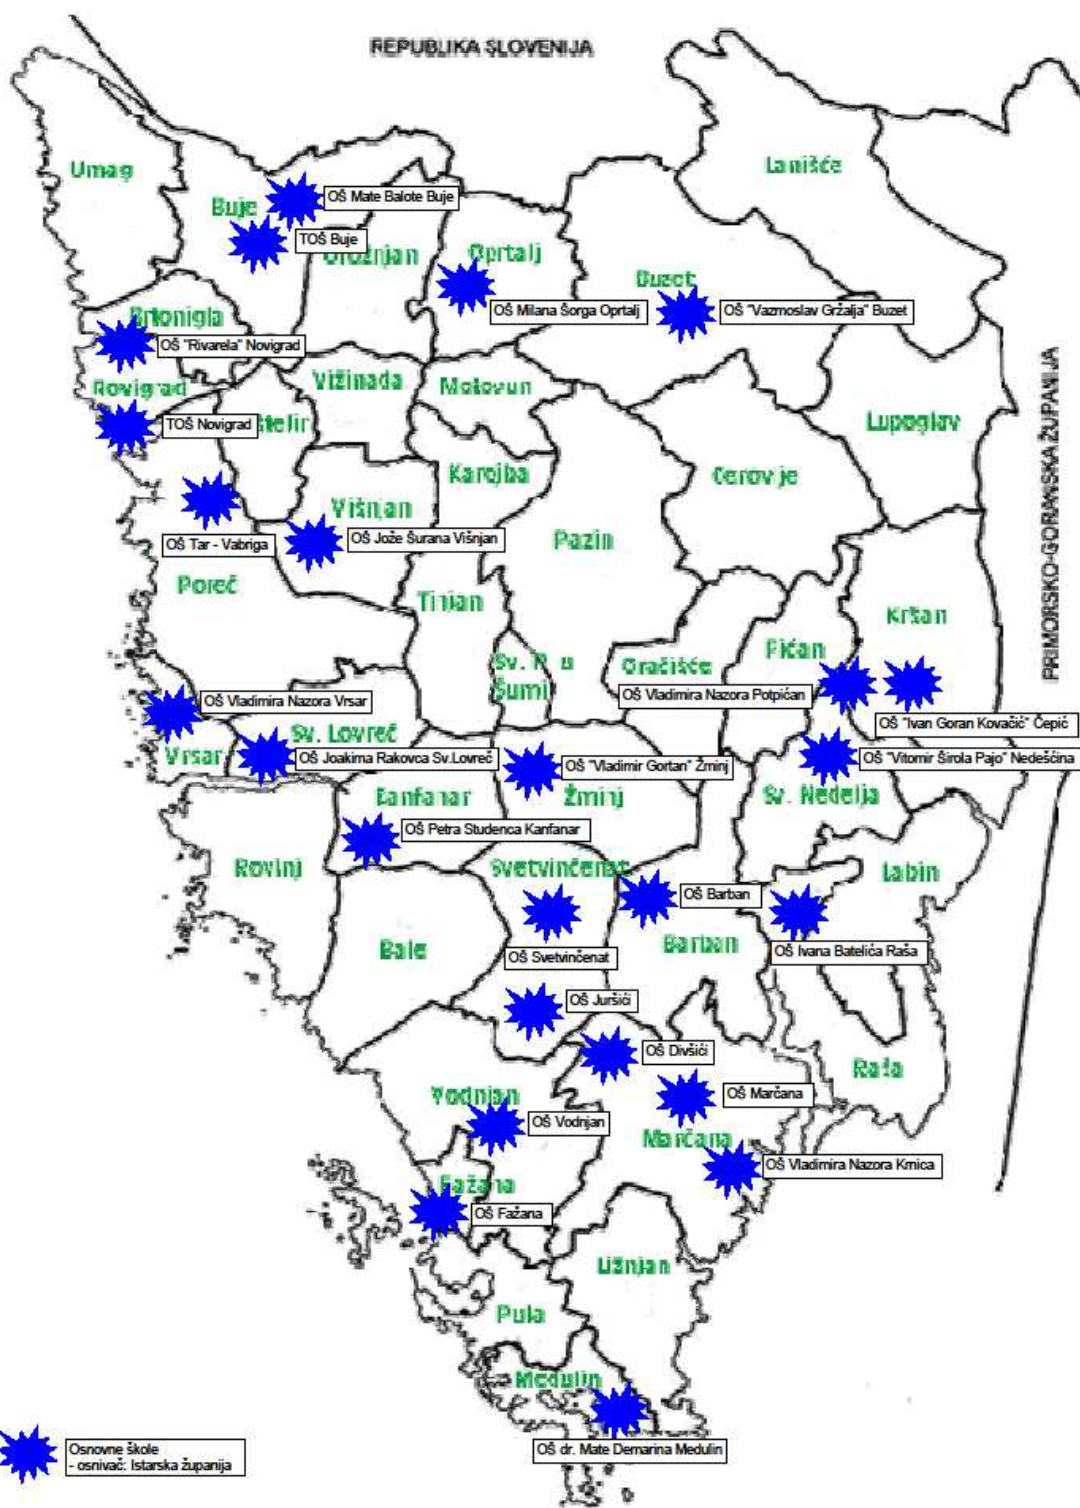 REPUBLIKA SLOVENIJA
Umag
Lanišće
Buje
OŠ Mate Balote Buje
TOŠ Buje
Oprtalj
Buzet
OŠ Milana Šorga Oprtalj
OŠ "Vazmoslav Gržalja" Buzet
Brtonigla
OŠ "Rivarela" Novigrad
Rovigrad
Vižinada
Motovun
TOŠ Novigrad
Lupoglav
PRIMORSKO-GORANSKA ŽUPANIJA
Karojba
Cerovlje
Višnjan
OŠ Tar - Vabriga
OŠ Jože Šurana Višnjan
Pazin
Poreč
Tinjan
Kršan
Pićan
Sv. P u
Šumi
Gračišće
OŠ Vladimira Nazora Potpićan
OŠ Vladimira Nazora Vrsar
OŠ "Ivan Goran Kovačić" Čepić
Sv. Lovreč
Vrsar
OŠ Joakima Rakovca Sv.Lovreč
OŠ "Vladimir Gortan" Žminj
OŠ "Vitomir Širola Pajo" Nedešćina
Kanfanar
Žminj
Sv. Nedelja
OŠ Petra Studenca Kanfanar
Rovinj
Svetvinčenat
Labin
OŠ Barban
Bale
Barban
OŠ Svetvinčenat
OŠ Ivana Batelića Raša
OŠ Juršići
OŠ Divšići
Raša
Vodnjan
OŠ Marčana
OŠ Vodnjan
Marčana
OŠ Vladimira Nazora Krnica
Fažana
OŠ Fažana
Ližnjan
Pula
Medulin
OŠ dr. Mate Demarina Medulin
Osnovne škole
- osnivač: Istarska županija